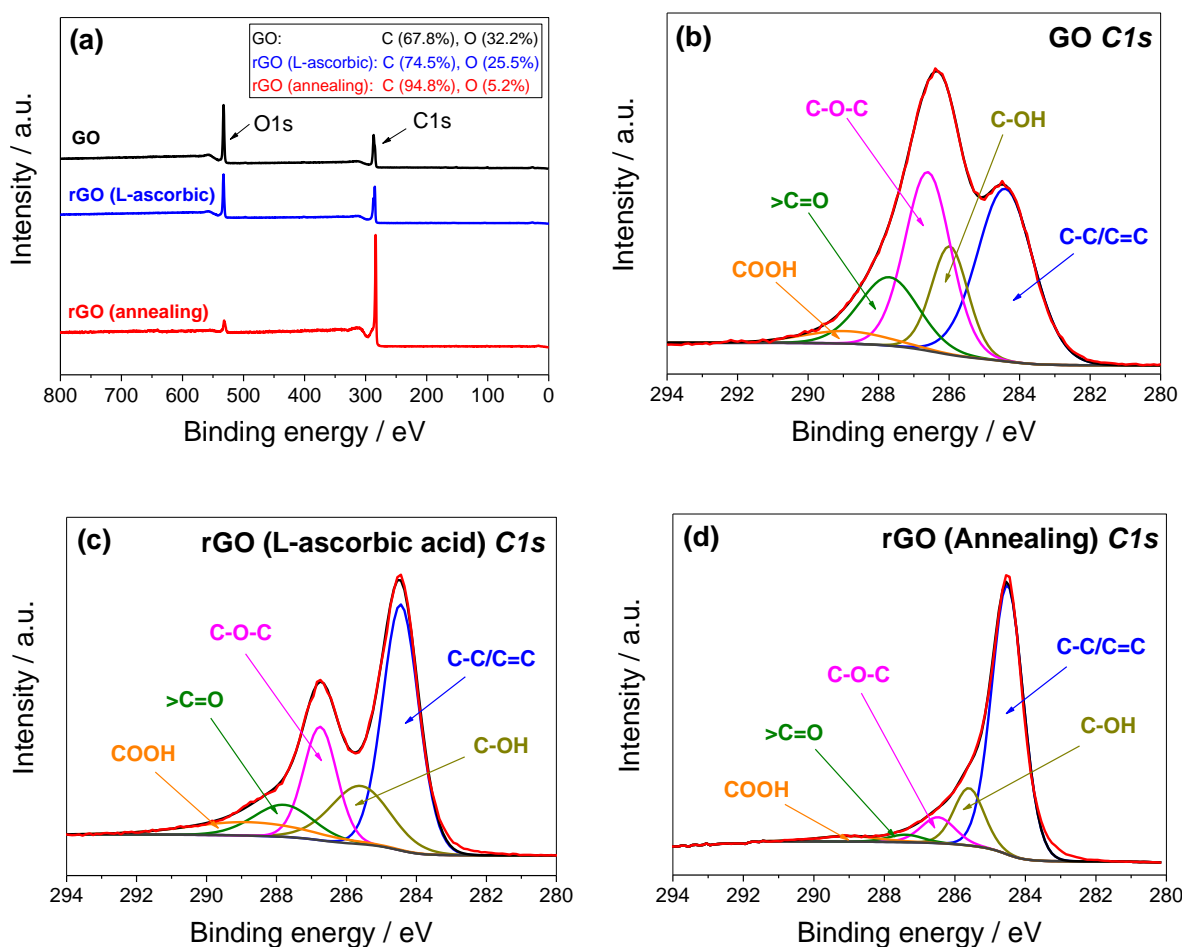 (a)
GO: C (67.8%), O (32.2%)
rGO (L-ascorbic): C (74.5%), O (25.5%)
rGO (annealing): C (94.8%), O (5.2%)
O1s
C1s
GO
rGO (L-ascorbic)
rGO (annealing)
Intensity / a.u.
800 700 600 500 400 300 200 100 0
Binding energy / eV
(b)
GO C1s
C-O-C
C-OH
>C=O
COOH
C-C/C=C
Intensity / a.u.
294 292 290 288 286 284 282 280
Binding energy / eV
(c)
rGO (L-ascorbic acid) C1s
C-O-C
C-C/C=C
>C=O
COOH
C-OH
Intensity / a.u.
294 292 290 288 286 284 282 280
Binding energy / eV
(d)
rGO (Annealing) C1s
C-C/C=C
C-O-C
C-OH
>C=O
COOH
Intensity / a.u.
294 292 290 288 286 284 282 280
Binding energy / eV